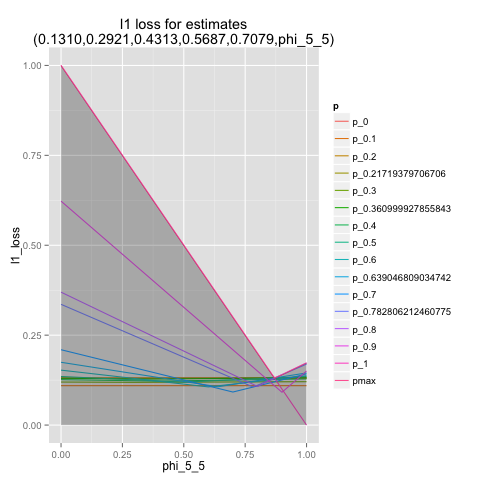 l1 loss for estimates
(0.1310,0.2921,0.4313,0.5687,0.7079,phi_5_5)
1.00
0.75
0.50
0.25
0.00
l1_loss
0.00 0.25 0.50 0.75 1.00
phi_5_5
p
p_0
p_0.1
p_0.2
p_0.21719379706706
p_0.3
p_0.360999927855843
p_0.4
p_0.5
p_0.6
p_0.639046809034742
p_0.7
p_0.782806212460775
p_0.8
p_0.9
p_1
pmax